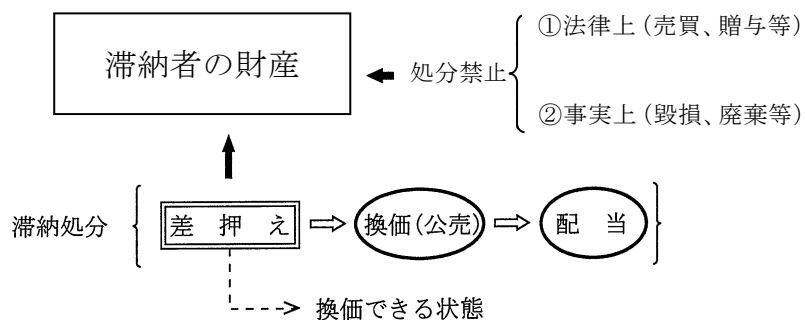 ①法律上(売買、贈与等)
滞納者の財産
処分禁止
②事実上(毀損、廃棄等)
滞納処分
差押え
換価(公売)
配当
換価できる状態